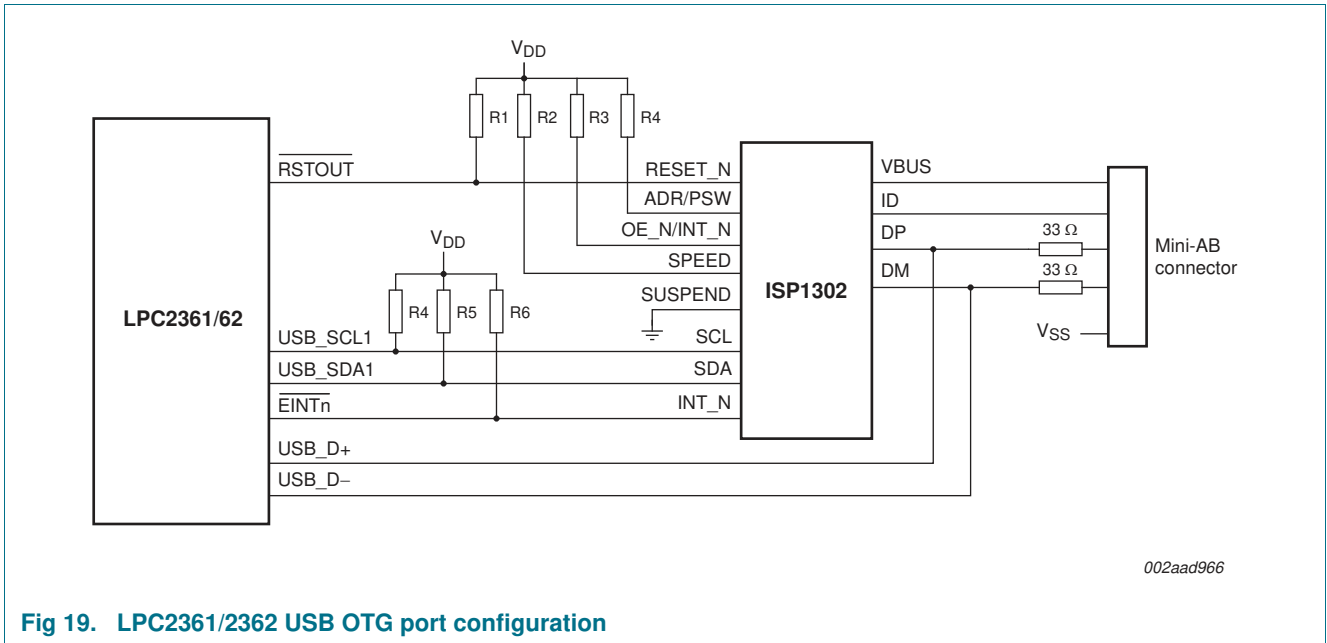 VDD
R1 R2 R3 R4
RSTOUT
RESET_N
ADR/PSW
OE_N/INT_N
SPEED
SUSPEND
VDD
R4 R5 R6
LPC2361/62
USB_SCL1
SCL
USB_SDA1
SDA
EINTn
INT_N
USB_D+
USB_D−
ISP1302
VBUS
ID
DP
33 Ω
DM
33 Ω
VSS
Mini-AB
connector
002aad966
Fig 19. LPC2361/2362 USB OTG port configuration